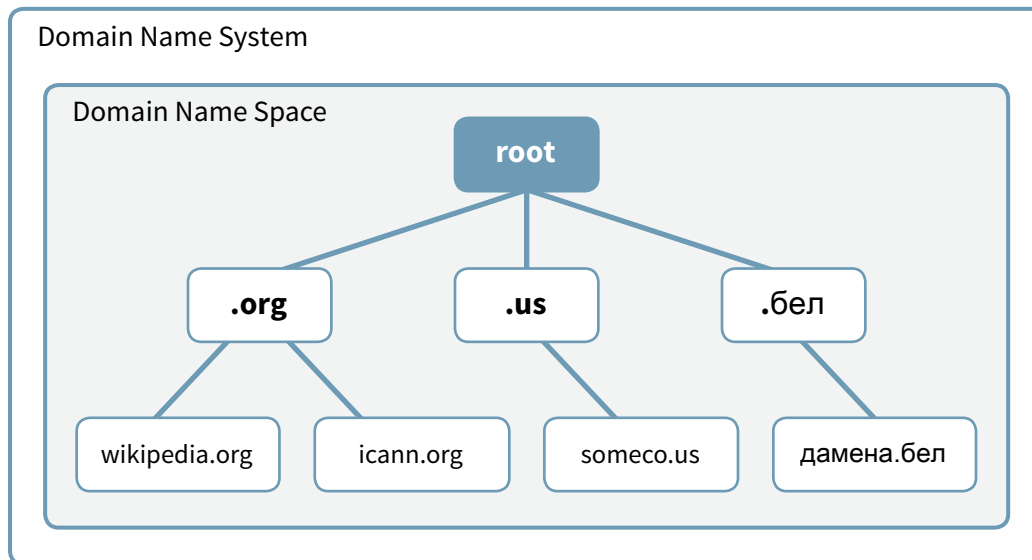 Domain Name System
Domain Name Space
root
.org
.us
.бел
wikipedia.org
icann.org
someco.us
дамена.бел